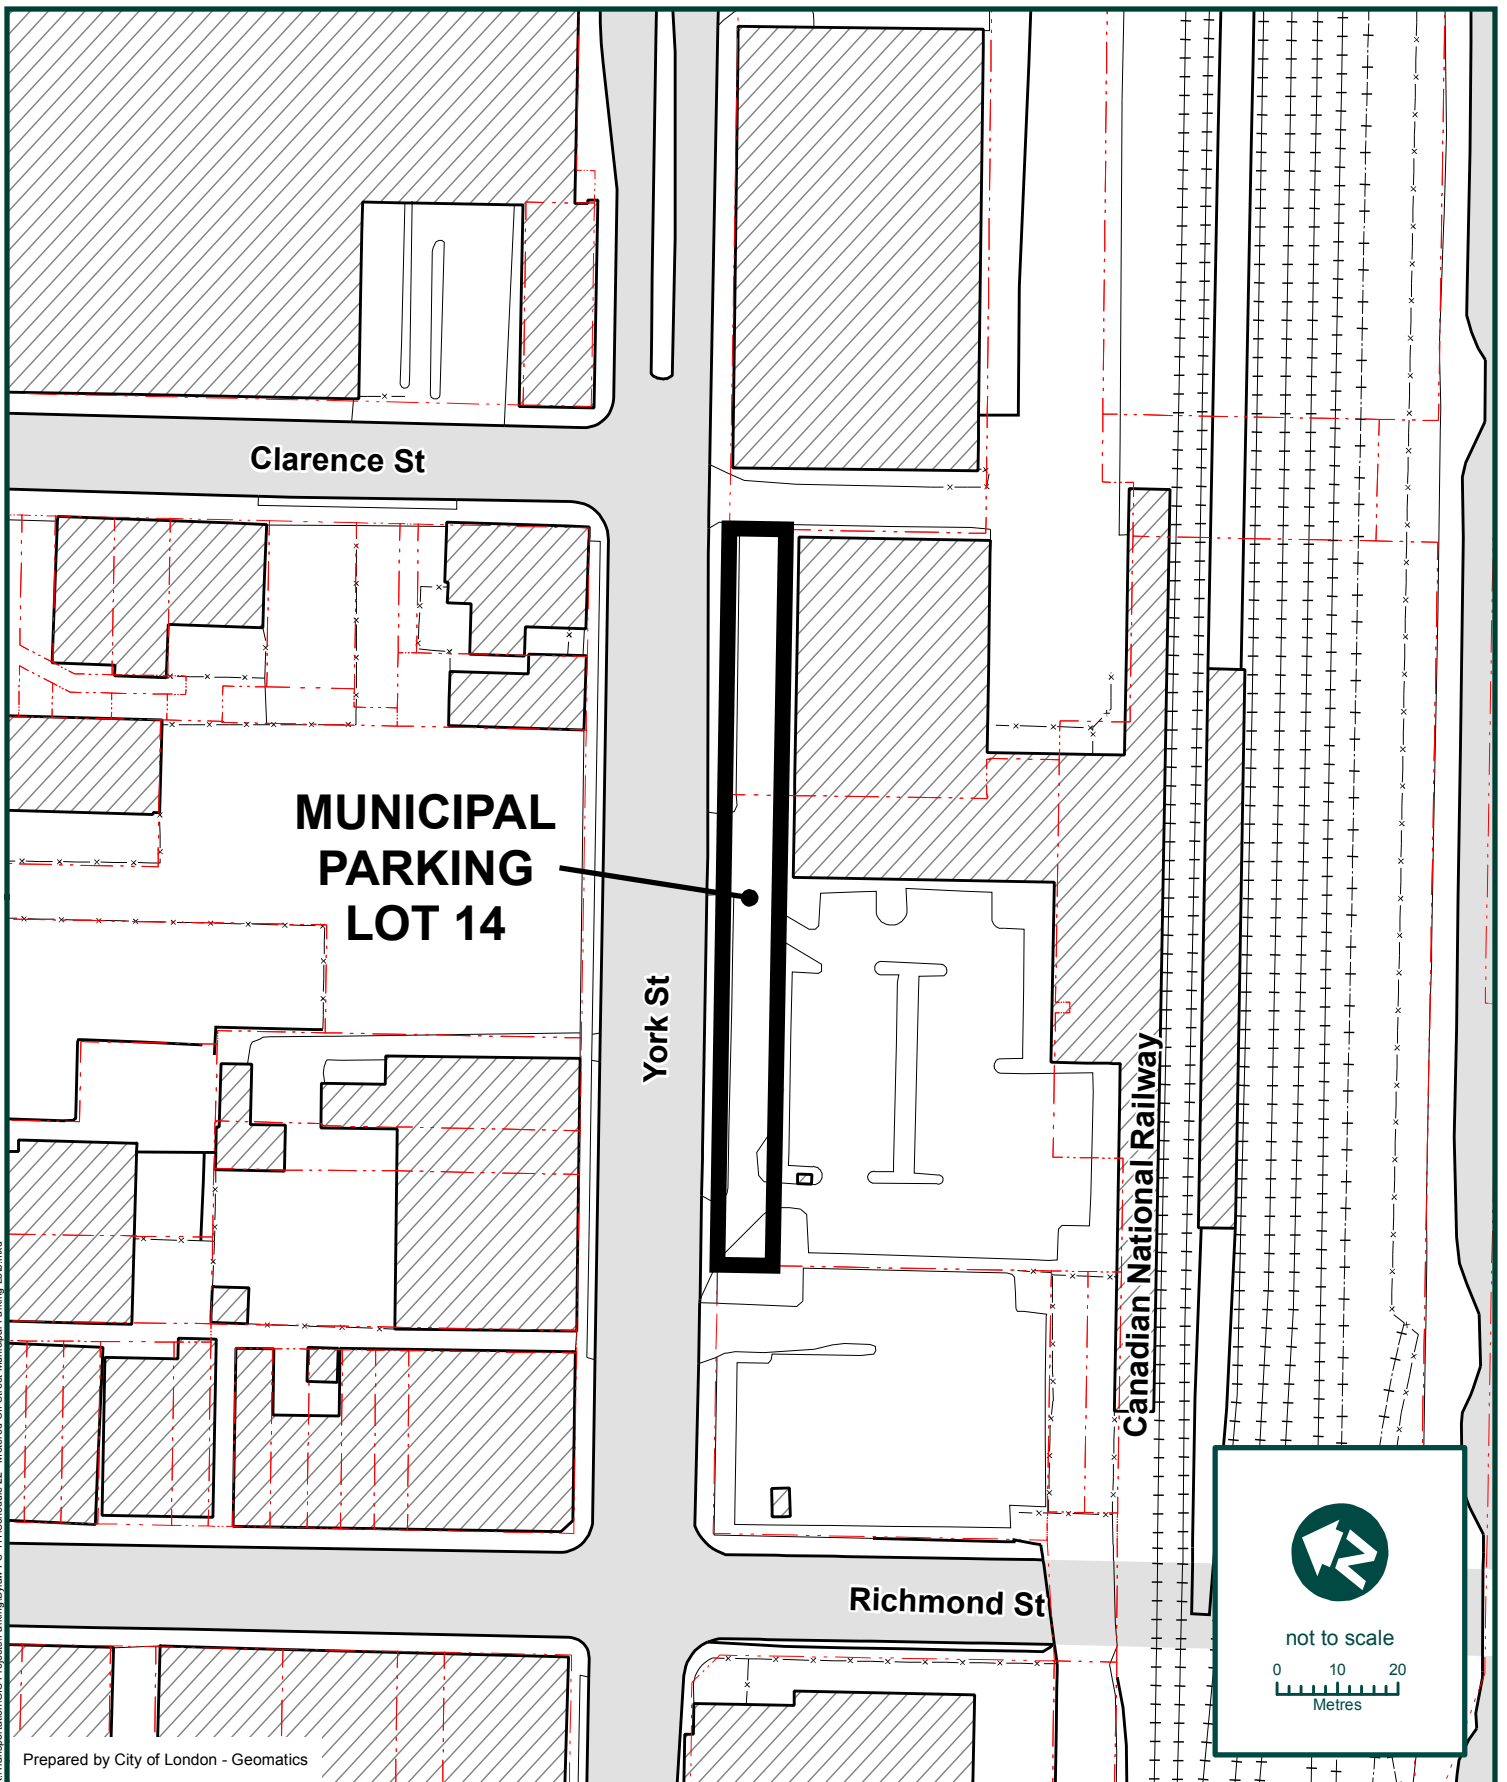 Clarence St
MUNICIPAL
PARKING
LOT 14
York St
Canadian National Railway
Richmond St
N
not to scale
0 10 20
Metres
Prepared by City of London - Geomatics